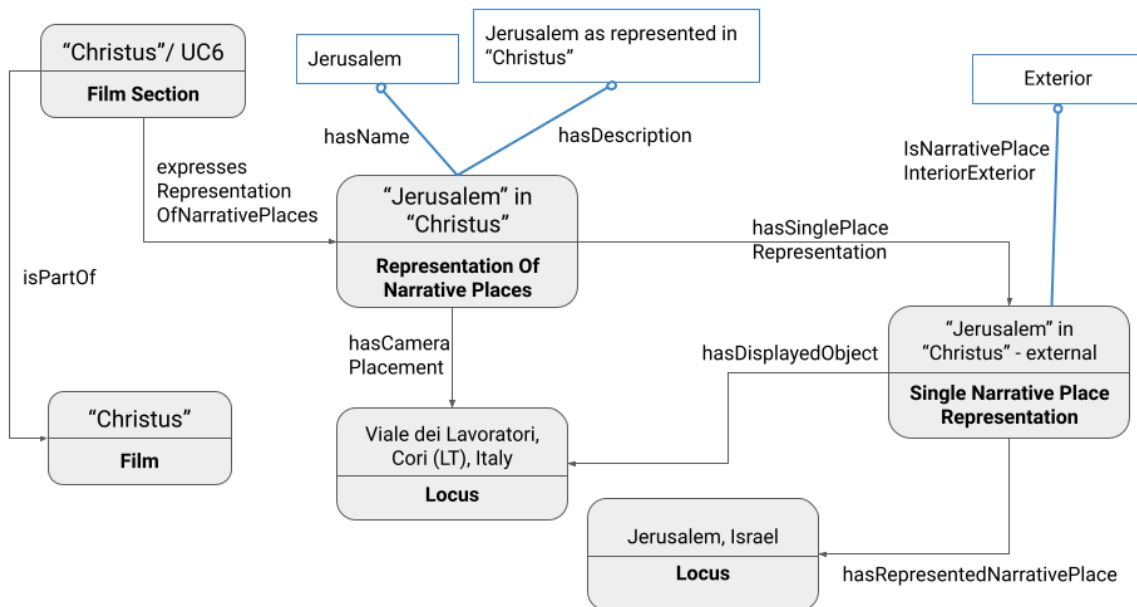 “Christus”/ UC6
Film Section
Jerusalem
Jerusalem as represented in
“Christus”
Exterior
hasName
hasDescription
IsNarrativePlace
InteriorExterior
expresses
Representation
OfNarrativePlaces
“Jerusalem” in
“Christus”
Representation Of
Narrative Places
hasSinglePlace
Representation
isPartOf
hasCamera
Placement
hasDisplayedObject
“Jerusalem” in
“Christus” - external
Single Narrative Place
Representation
“Christus”
Film
Viale dei Lavoratori,
Cori (LT), Italy
Locus
Jerusalem, Israel
Locus
hasRepresentedNarrativePlace